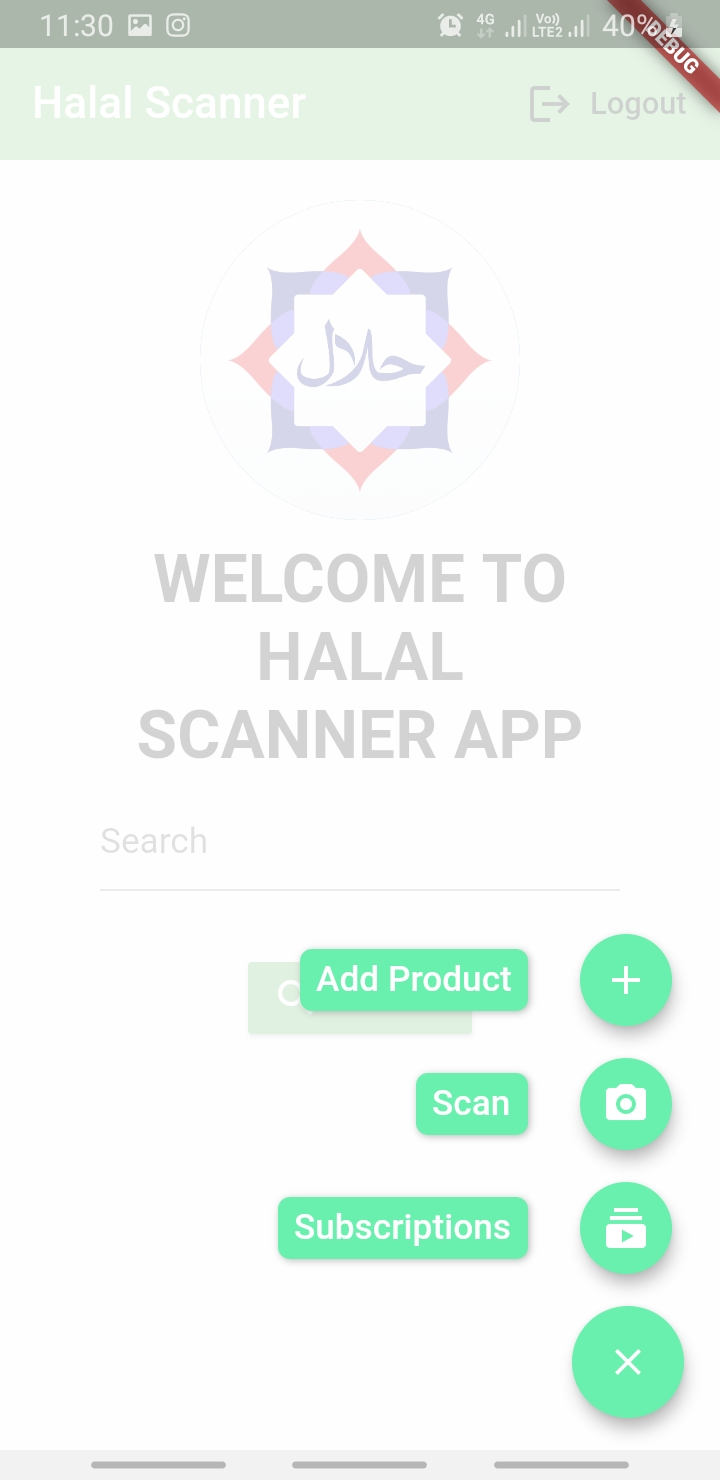 11:30
4G
Vo))
LTE2
40%
DEBUG
Halal Scanner
Logout
حلال
WELCOME TO
HALAL
SCANNER APP
Search
Add Product
Scan
Subscriptions